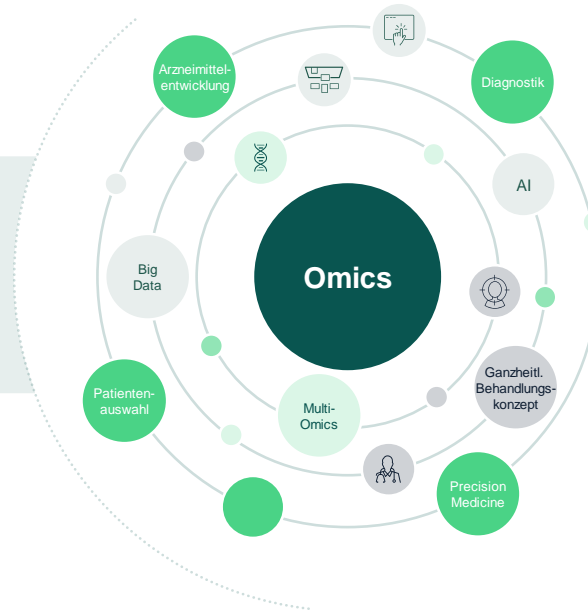 Arzneimittel-
entwicklung
Diagnostik
AI
Omics
Big
Data
Ganzheitl.
Behandlungs-
konzept
Patienten-
auswahl
Multi-
Omics
Precision
Medicine